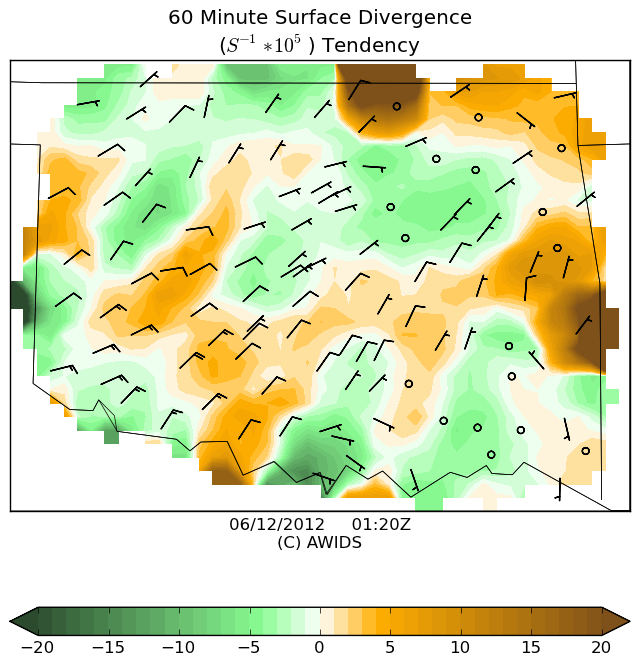 60 Minute Surface Divergence
(S⁻¹ *10⁵ ) Tendency
06/12/2012 01:20Z
(C) AWIDS
−20 −15 −10 −5 0 5 10 15 20